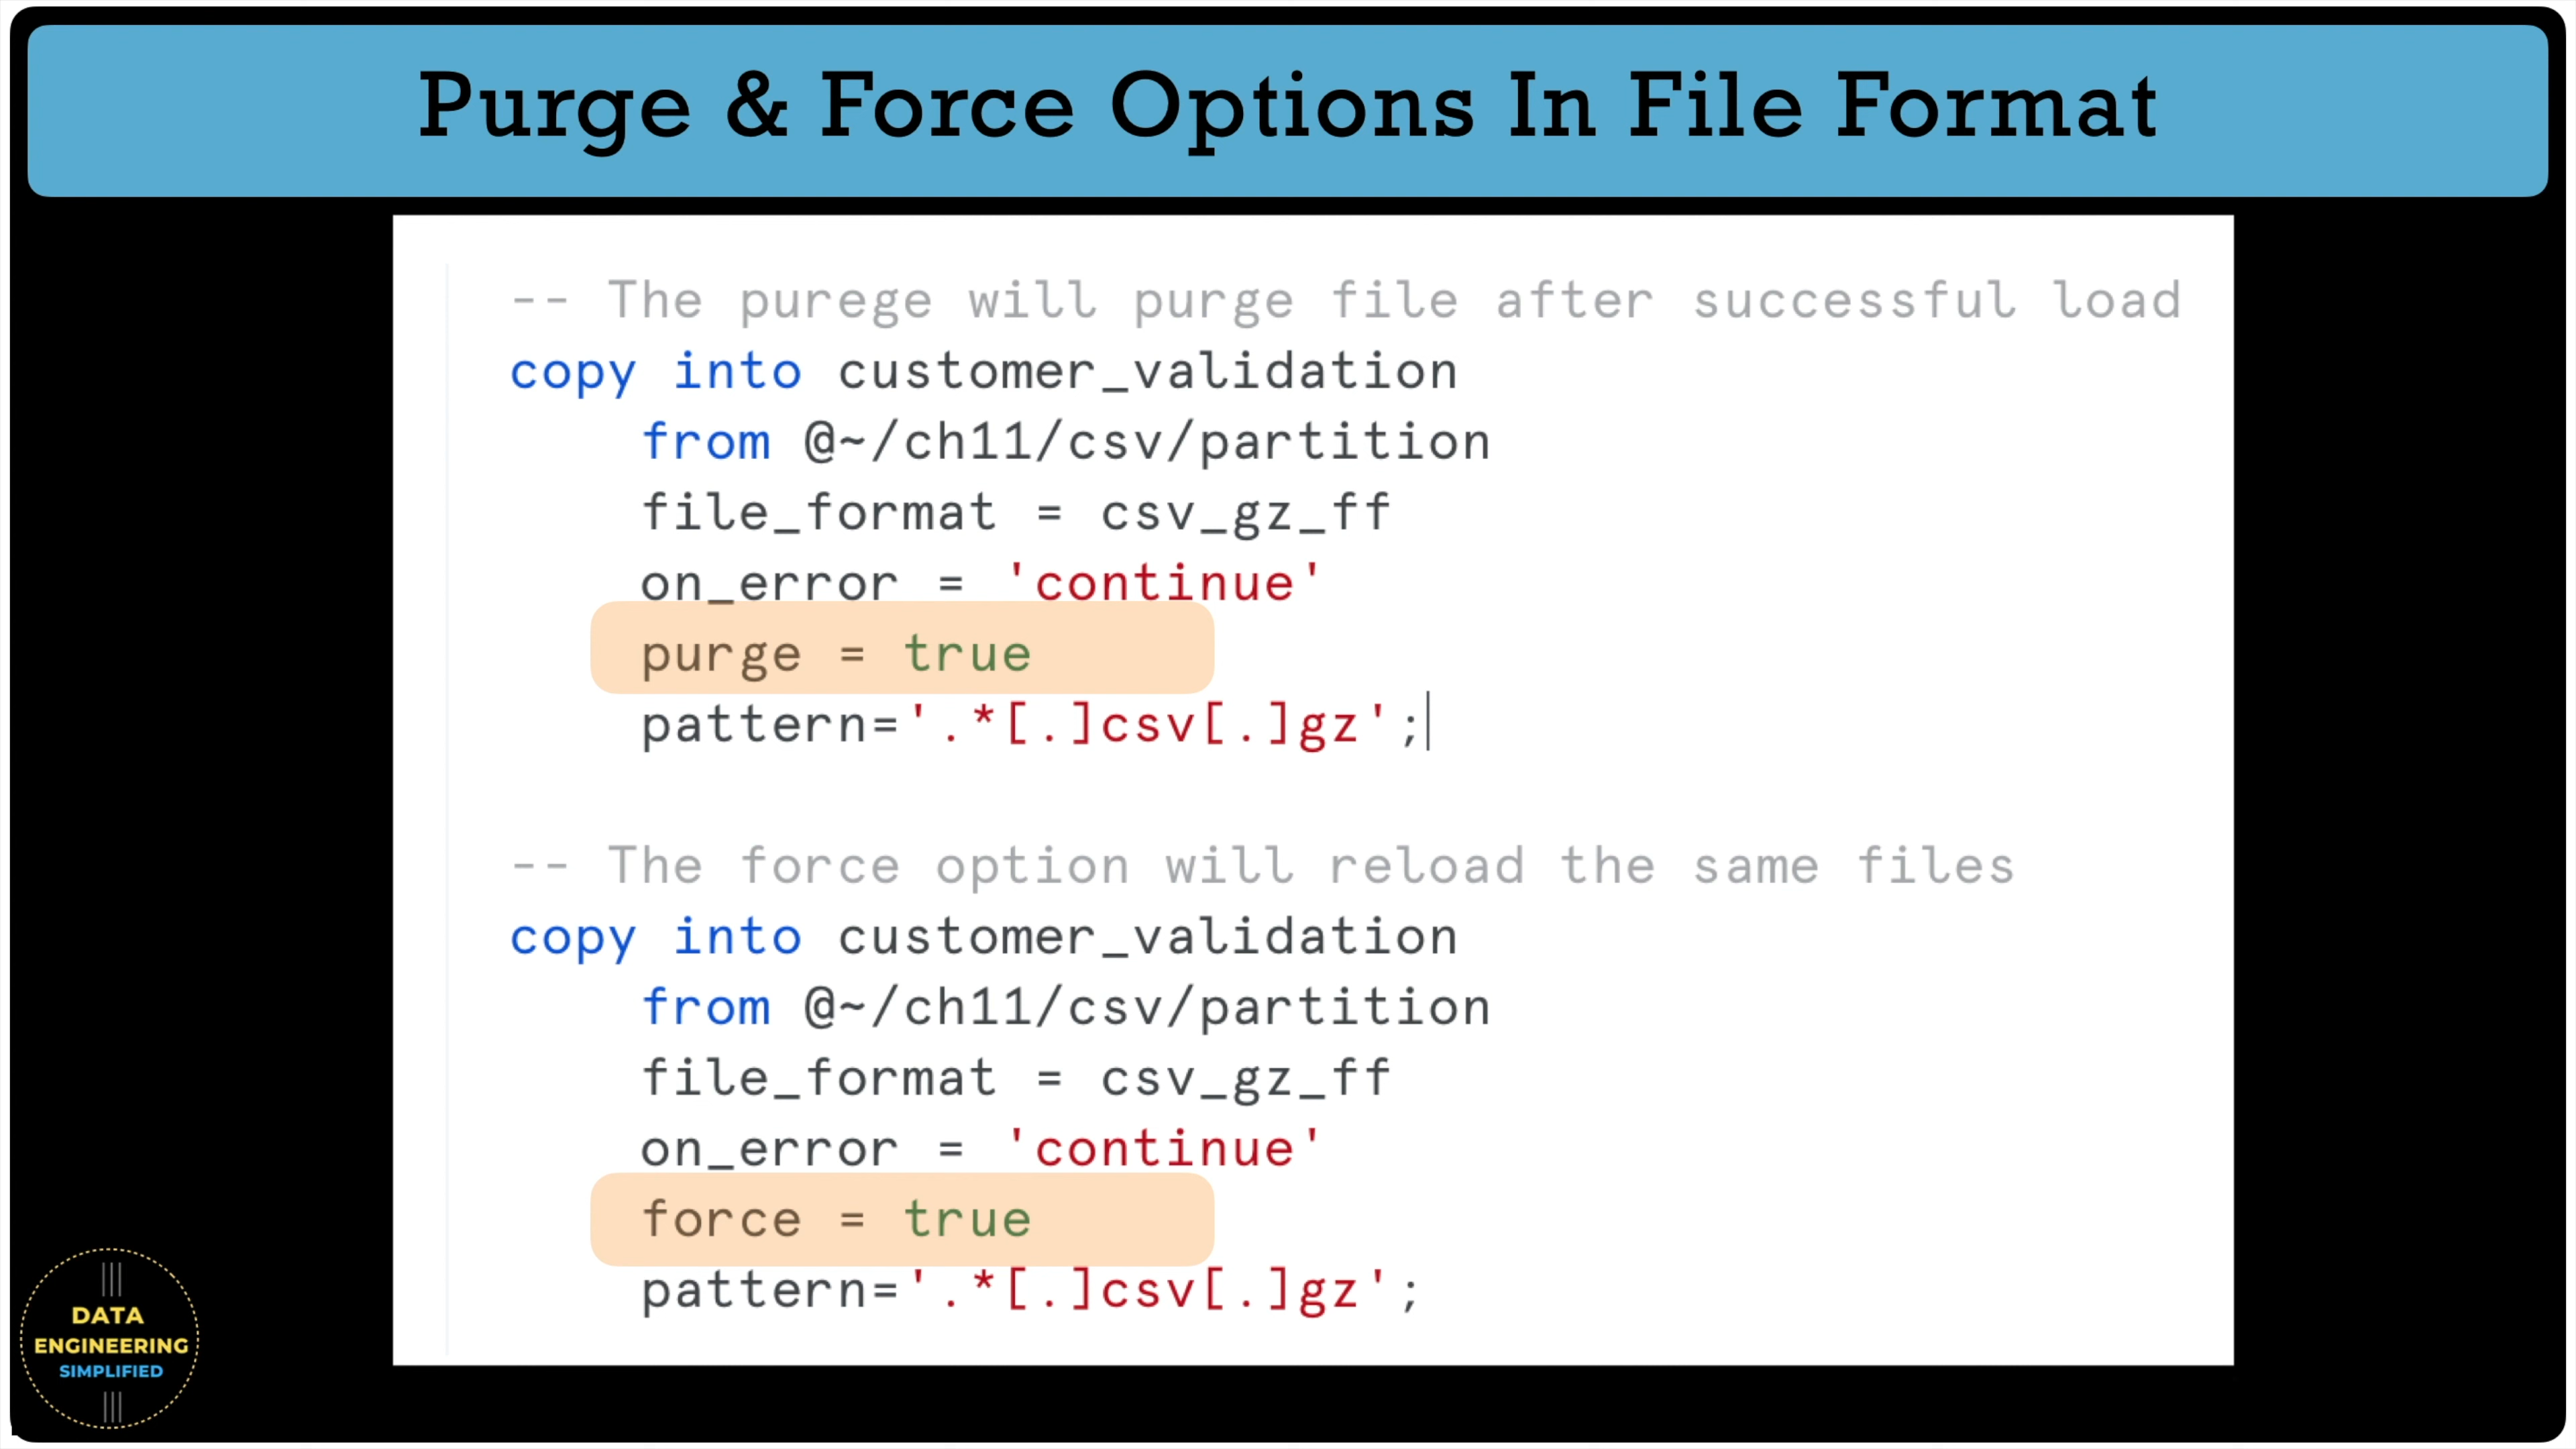 Purge & Force Options In File Format
-- The purege will purge file after successful load
copy into customer_validation
from @~/ch11/csv/partition
file_format = csv_gz_ff
on_error = 'continue'
purge = true
pattern='.*[.]csv[.]gz';
-- The force option will reload the same files
copy into customer_validation
from @~/ch11/csv/partition
file_format = csv_gz_ff
on_error = 'continue'
force = true
pattern='.*[.]csv[.]gz';
DATA
ENGINEERING
SIMPLIFIED